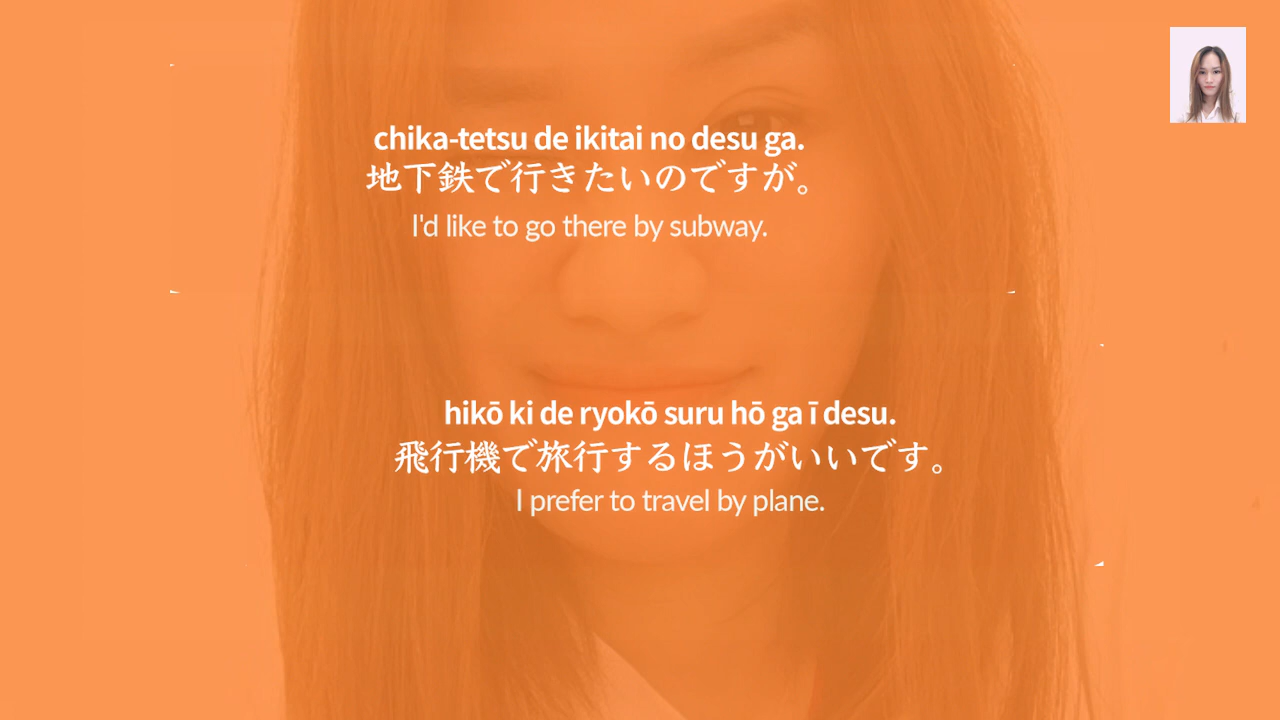 chika-tetsu de ikitai no desu ga.
地下鉄で行きたいのですが。
I'd like to go there by subway.
hikō ki de ryokō suru hō ga ī desu.
飛行機で旅行するほうがいいです。
I prefer to travel by plane.